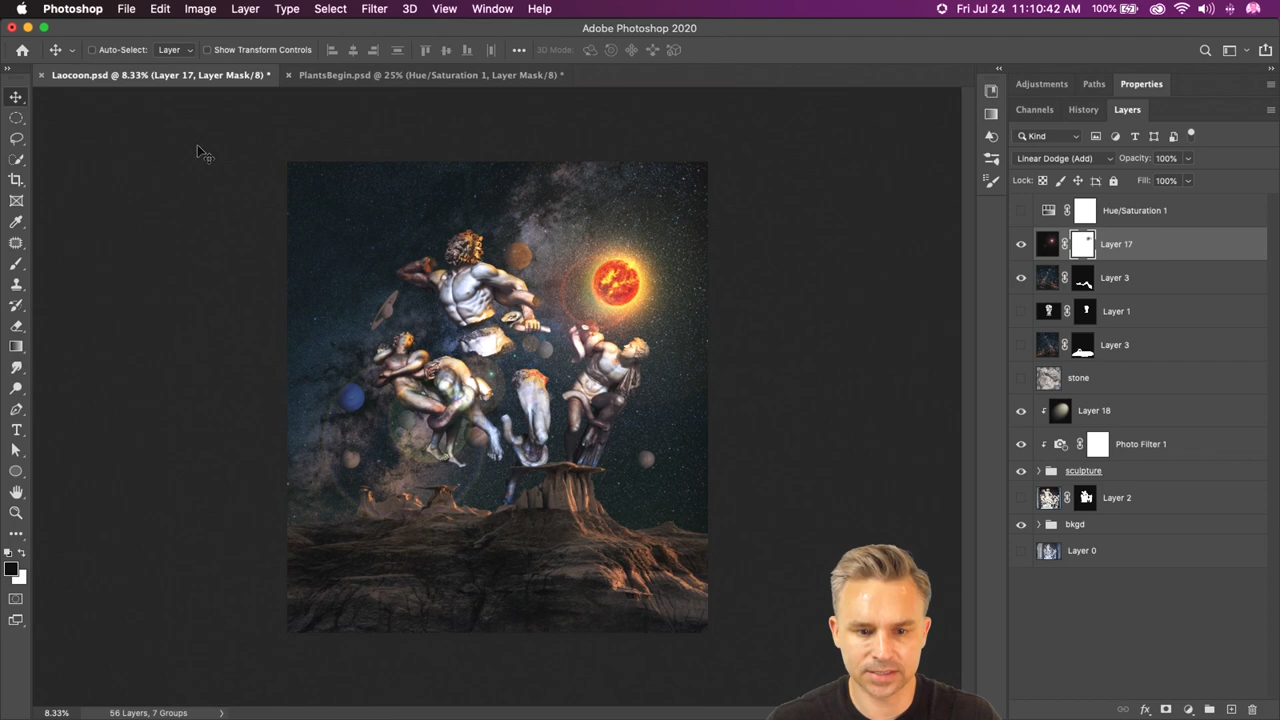 Photoshop File Edit Image Layer Type Select Filter 3D View Window Help 100% Fri Jul 24 11:10:42 AM
Adobe Photoshop 2020
Auto-Select: Layer Show Transform Controls 3D Mode:
Laocoon.psd @ 8.33% (Layer 17, Layer Mask/8) * PlantsBegin.psd @ 25% (Hue/Saturation 1, Layer Mask/8) *
Adjustments Paths Properties
Channels History Layers
Kind
Linear Dodge (Add) Opacity: 100%
Lock: Fill: 100%
Hue/Saturation 1
Layer 17
Layer 3
Layer 1
Layer 3
stone
Layer 18
Photo Filter 1
sculpture
Layer 2
bkgd
Layer 0
8.33% 56 Layers, 7 Groups